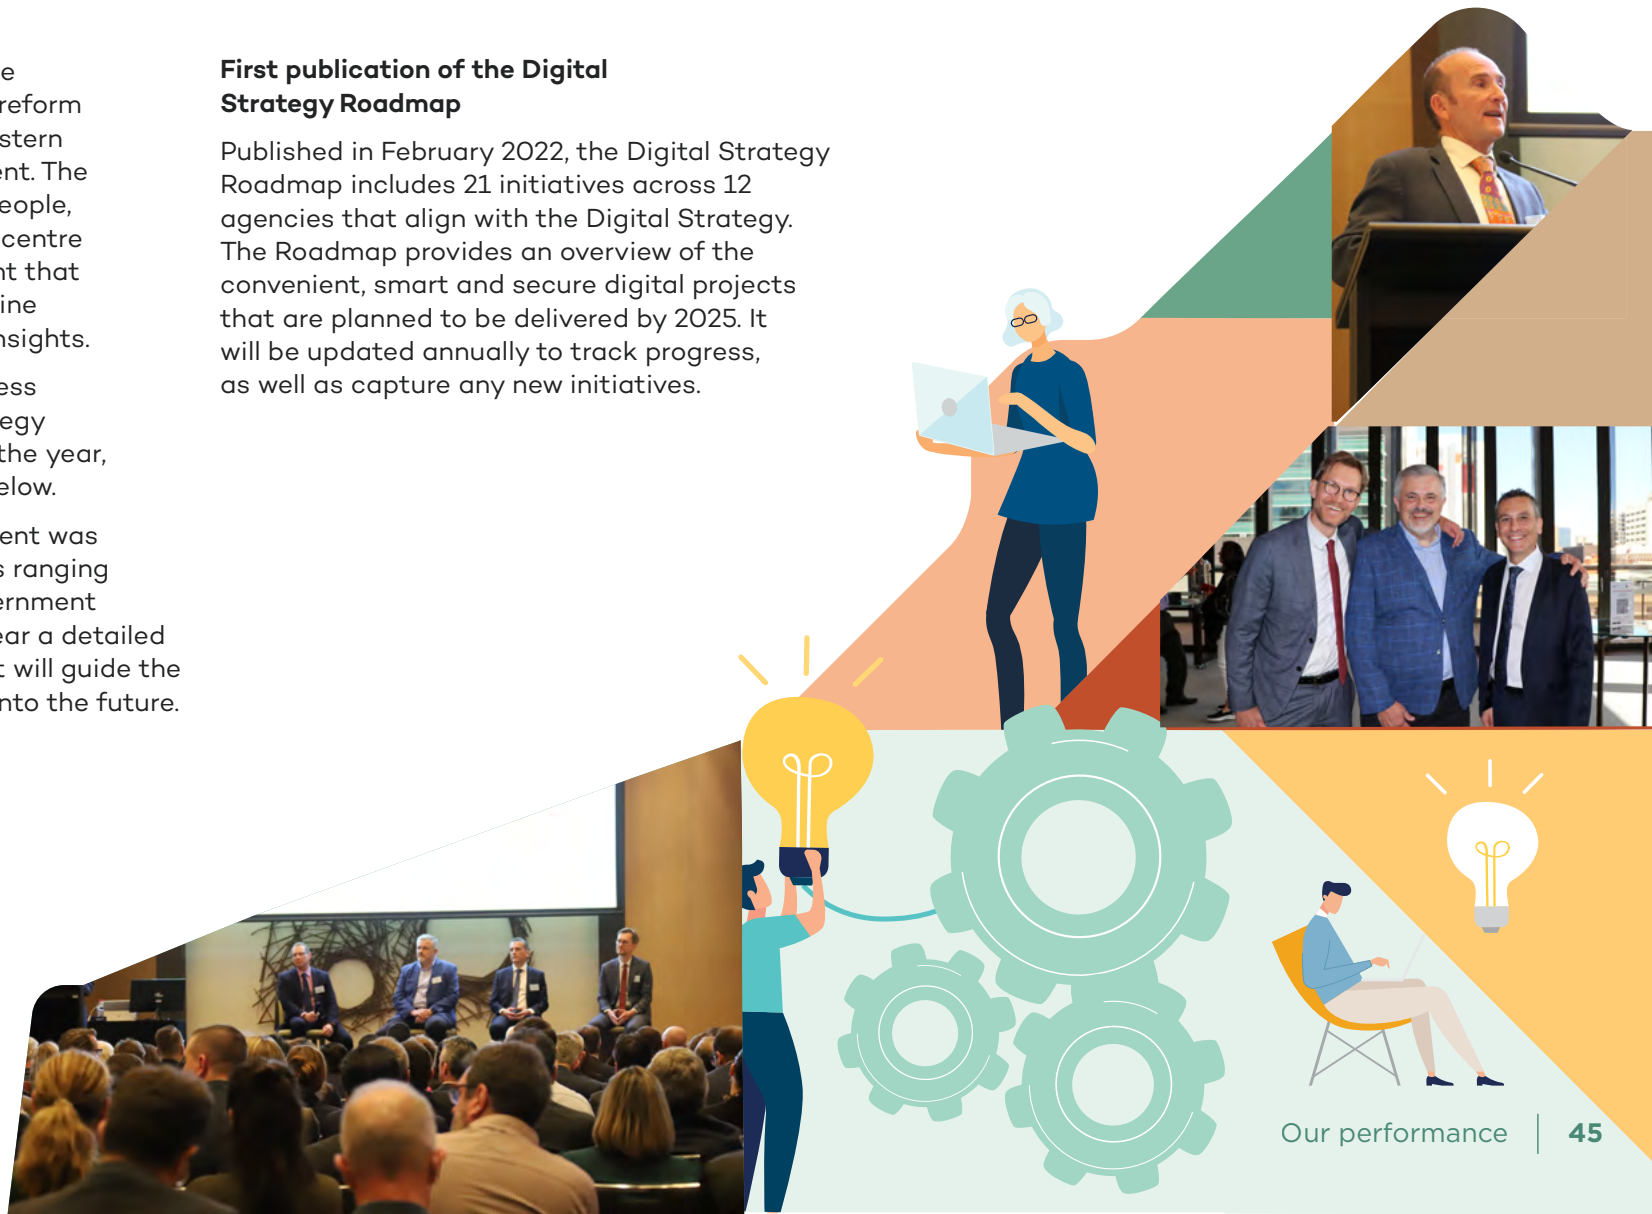 e
reform
stern
ent. The
eople,
centre
nt that
ine
nsights.
ess
egy
the year,
elow.
ent was
s ranging
ernment
ear a detailed
t will guide the
nto the future.
First publication of the Digital
Strategy Roadmap
Published in February 2022, the Digital Strategy
Roadmap includes 21 initiatives across 12
agencies that align with the Digital Strategy.
The Roadmap provides an overview of the
convenient, smart and secure digital projects
that are planned to be delivered by 2025. It
will be updated annually to track progress,
as well as capture any new initiatives.
Our performance | 45